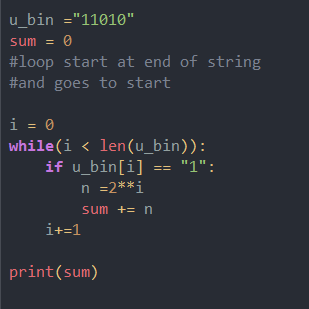 u_bin ="11010"
sum = 0
#loop start at end of string
#and goes to start
i = 0
while(i < len(u_bin)):
    if u_bin[i] == "1":
        n =2**i
        sum += n
    i+=1
print(sum)